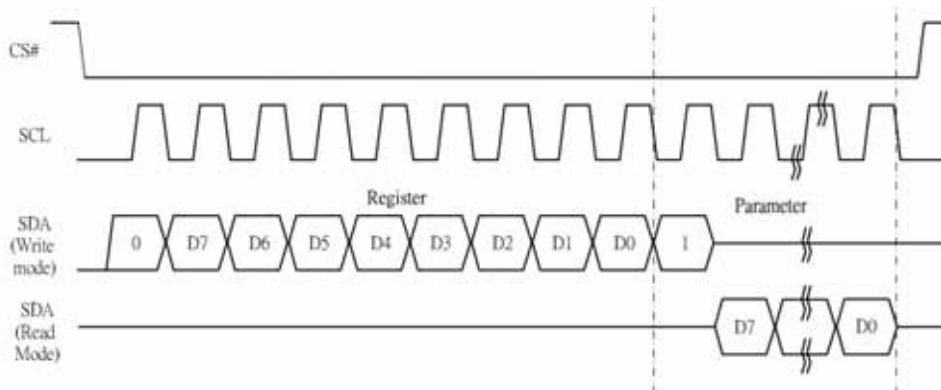 CS#
SCL
Register
Parameter
SDA
(Write
mode)
0 D7 D6 D5 D4 D3 D2 D1 D0 1
SDA
(Read
Mode)
D7 D0